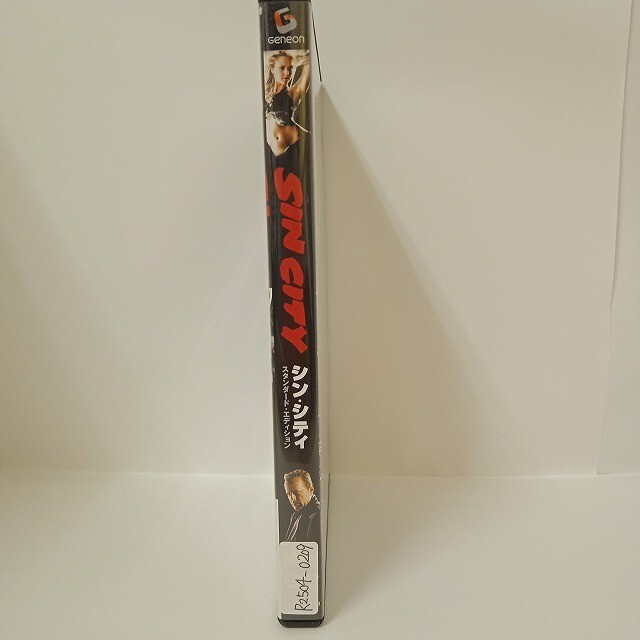 G
Geneon
SIN CITY
シン・シティ
スタンダード・エディション
R2504-0209